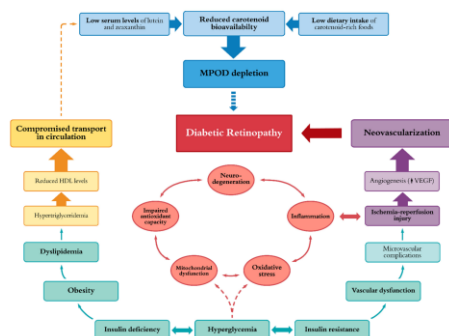 Low serum levels of lutein
and zeaxanthin
Reduced carotenoid
bioavailabilty
Low dietary intake of
carotenoid-rich foods
MPOD depletion
Compromised transport
in circulation
Diabetic Retinopathy
Neovascularization
Neuro-
degeneration
Reduced HDL levels
Angiogenesis (⬆VEGF)
Hypertriglyceridemia
Impaired
antioxidant
capacity
Inflammation
Ischemia-reperfusion
injury
Dyslipidemia
Microvascular
complications
Mitochondrial
dysfunction
Oxidative
stress
Obesity
Vascular dysfunction
Insulin deficiency
Hyperglycemia
Insulin resistance